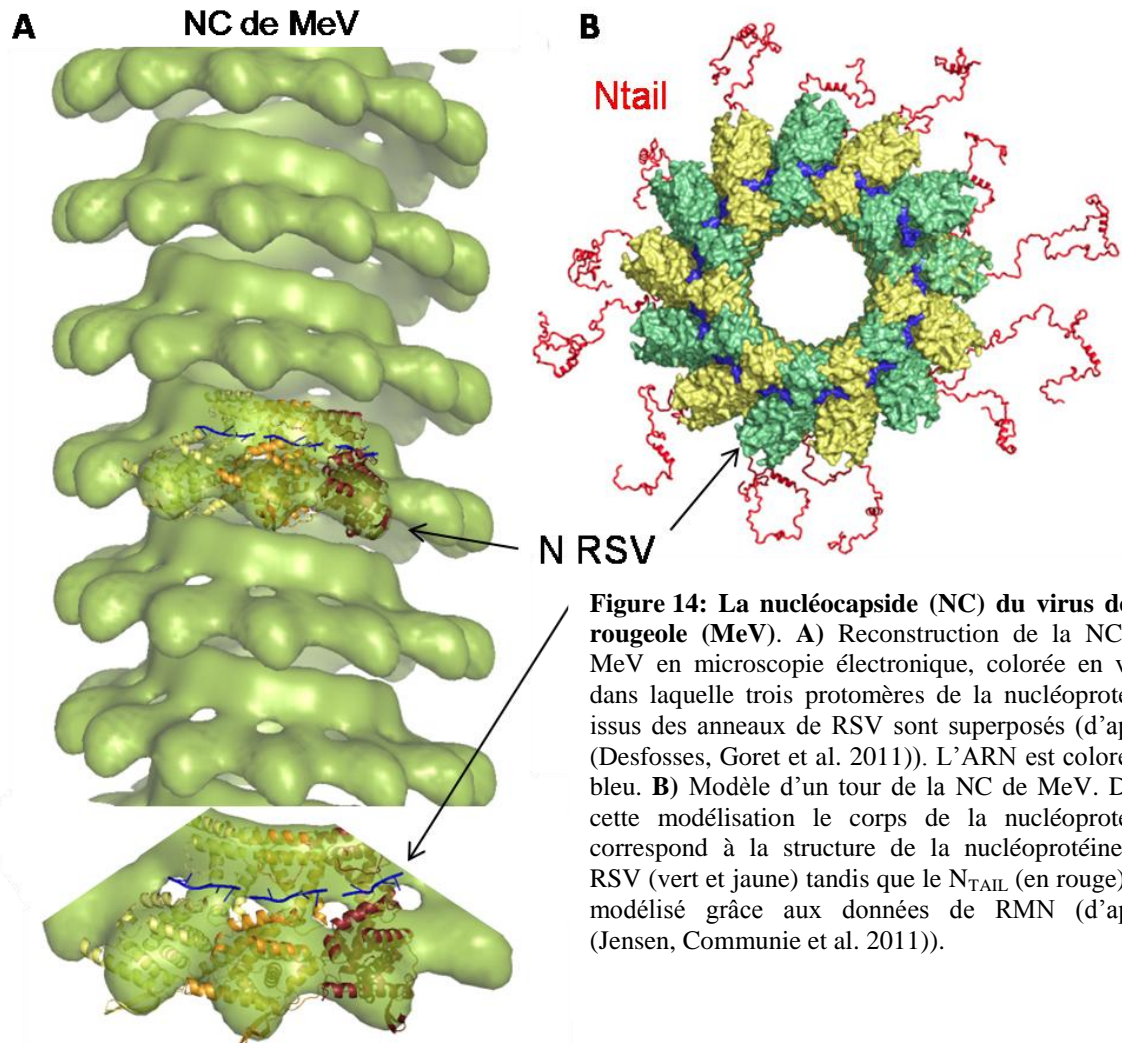 A
NC de MeV
B
Ntail
N RSV
Figure 14: La nucléocapside (NC) du virus de
rougeole (MeV). A) Reconstruction de la NC
MeV en microscopie électronique, colorée en v
dans laquelle trois protomères de la nucléoproté
issus des anneaux de RSV sont superposés (d’ap
(Desfosses, Goret et al. 2011)). L’ARN est coloré
bleu. B) Modèle d’un tour de la NC de MeV. D
cette modélisation le corps de la nucléoproté
correspond à la structure de la nucléoprotéine
RSV (vert et jaune) tandis que le NTAIL (en rouge)
modélisé grâce aux données de RMN (d’ap
(Jensen, Communie et al. 2011)).